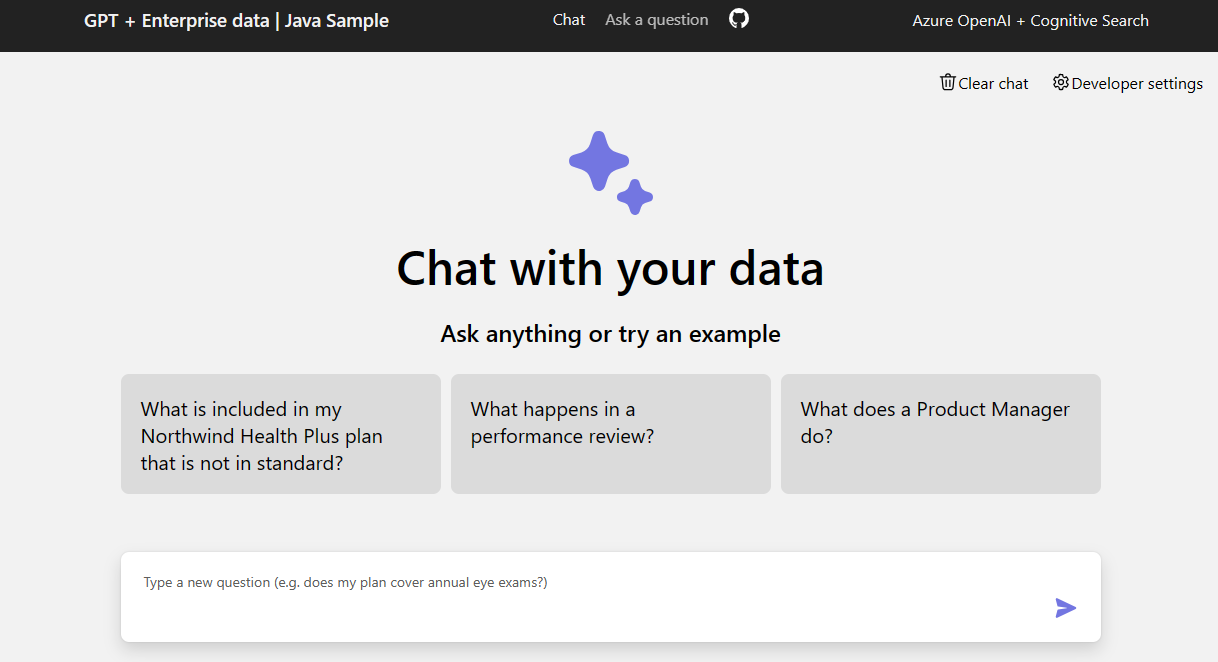 GPT + Enterprise data | Java Sample
Chat
Ask a question
Azure OpenAI + Cognitive Search
Clear chat
Developer settings
Chat with your data
Ask anything or try an example
What is included in my
Northwind Health Plus plan
that is not in standard?
What happens in a
performance review?
What does a Product Manager
do?
Type a new question (e.g. does my plan cover annual eye exams?)